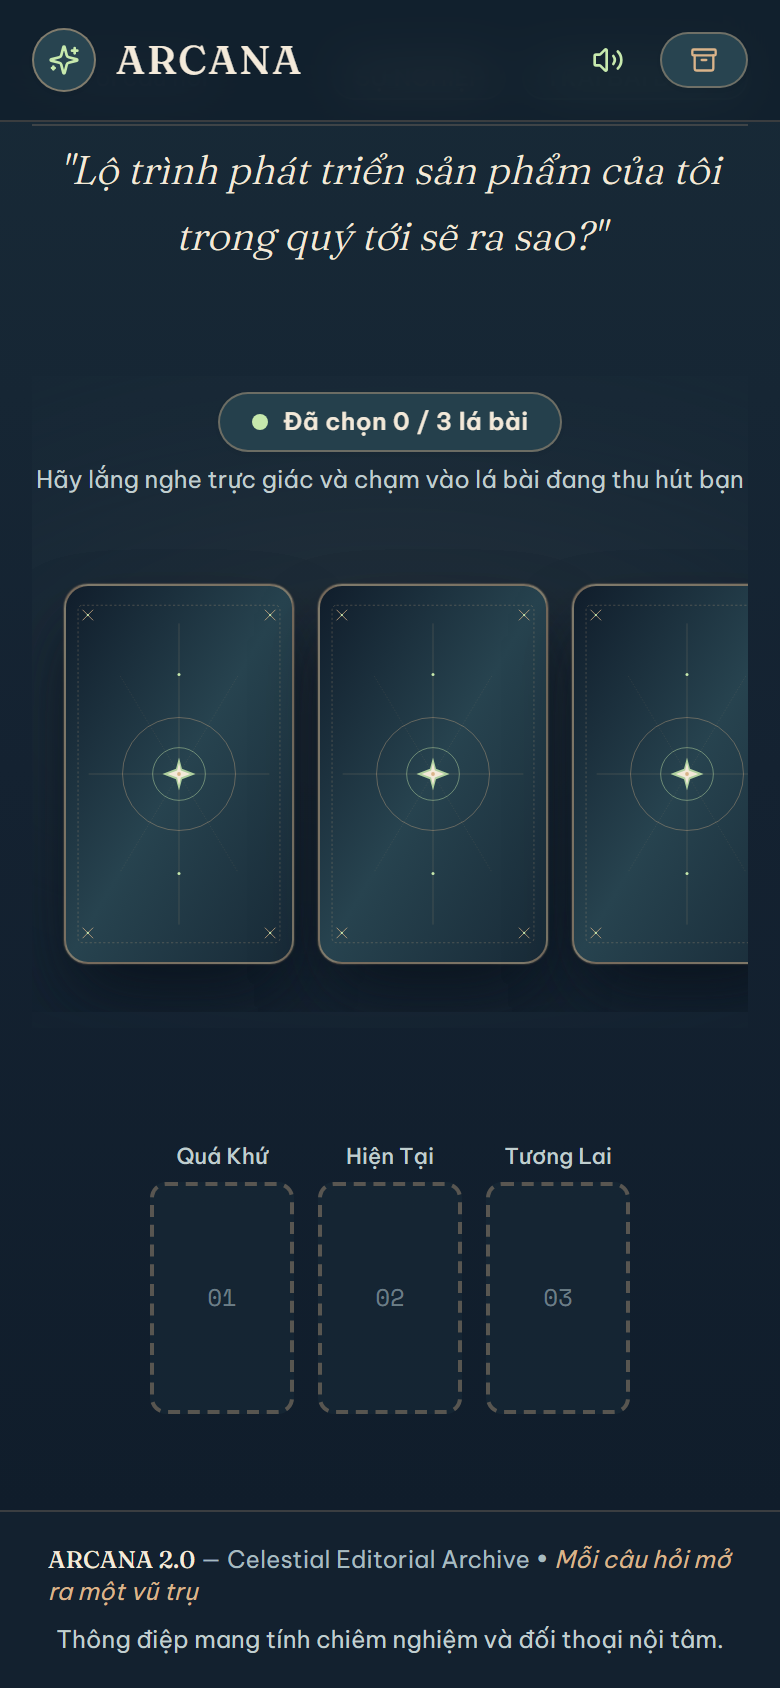 ARCANA
"Lộ trình phát triển sản phẩm của tôi
trong quý tới sẽ ra sao?"
Đã chọn 0 / 3 lá bài
Hãy lắng nghe trực giác và chạm vào lá bài đang thu hút bạn
Quá Khứ Hiện Tại Tương Lai
01 02 03
ARCANA 2.0 — Celestial Editorial Archive • Mỗi câu hỏi mở
ra một vũ trụ
Thông điệp mang tính chiêm nghiệm và đối thoại nội tâm.